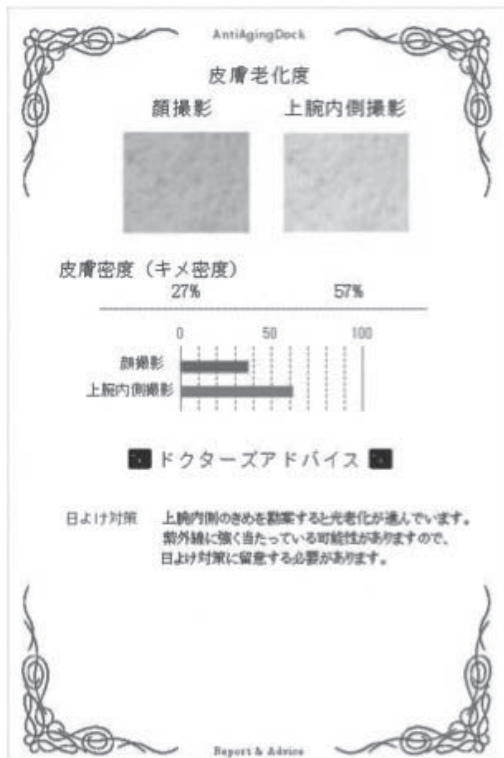 AntiAgingDock
皮膚老化度
顔撮影 上腕内側撮影
皮膚密度（キメ密度）
27% 57%
0 50 100
顔撮影
上腕内側撮影
ドクターズアドバイス
日よけ対策 上腕内側のきめを勘案すると光老化が進んでいます。
紫外線に強く当たっている可能性がありますので、
日よけ対策に留意する必要があります。
Report & Advice